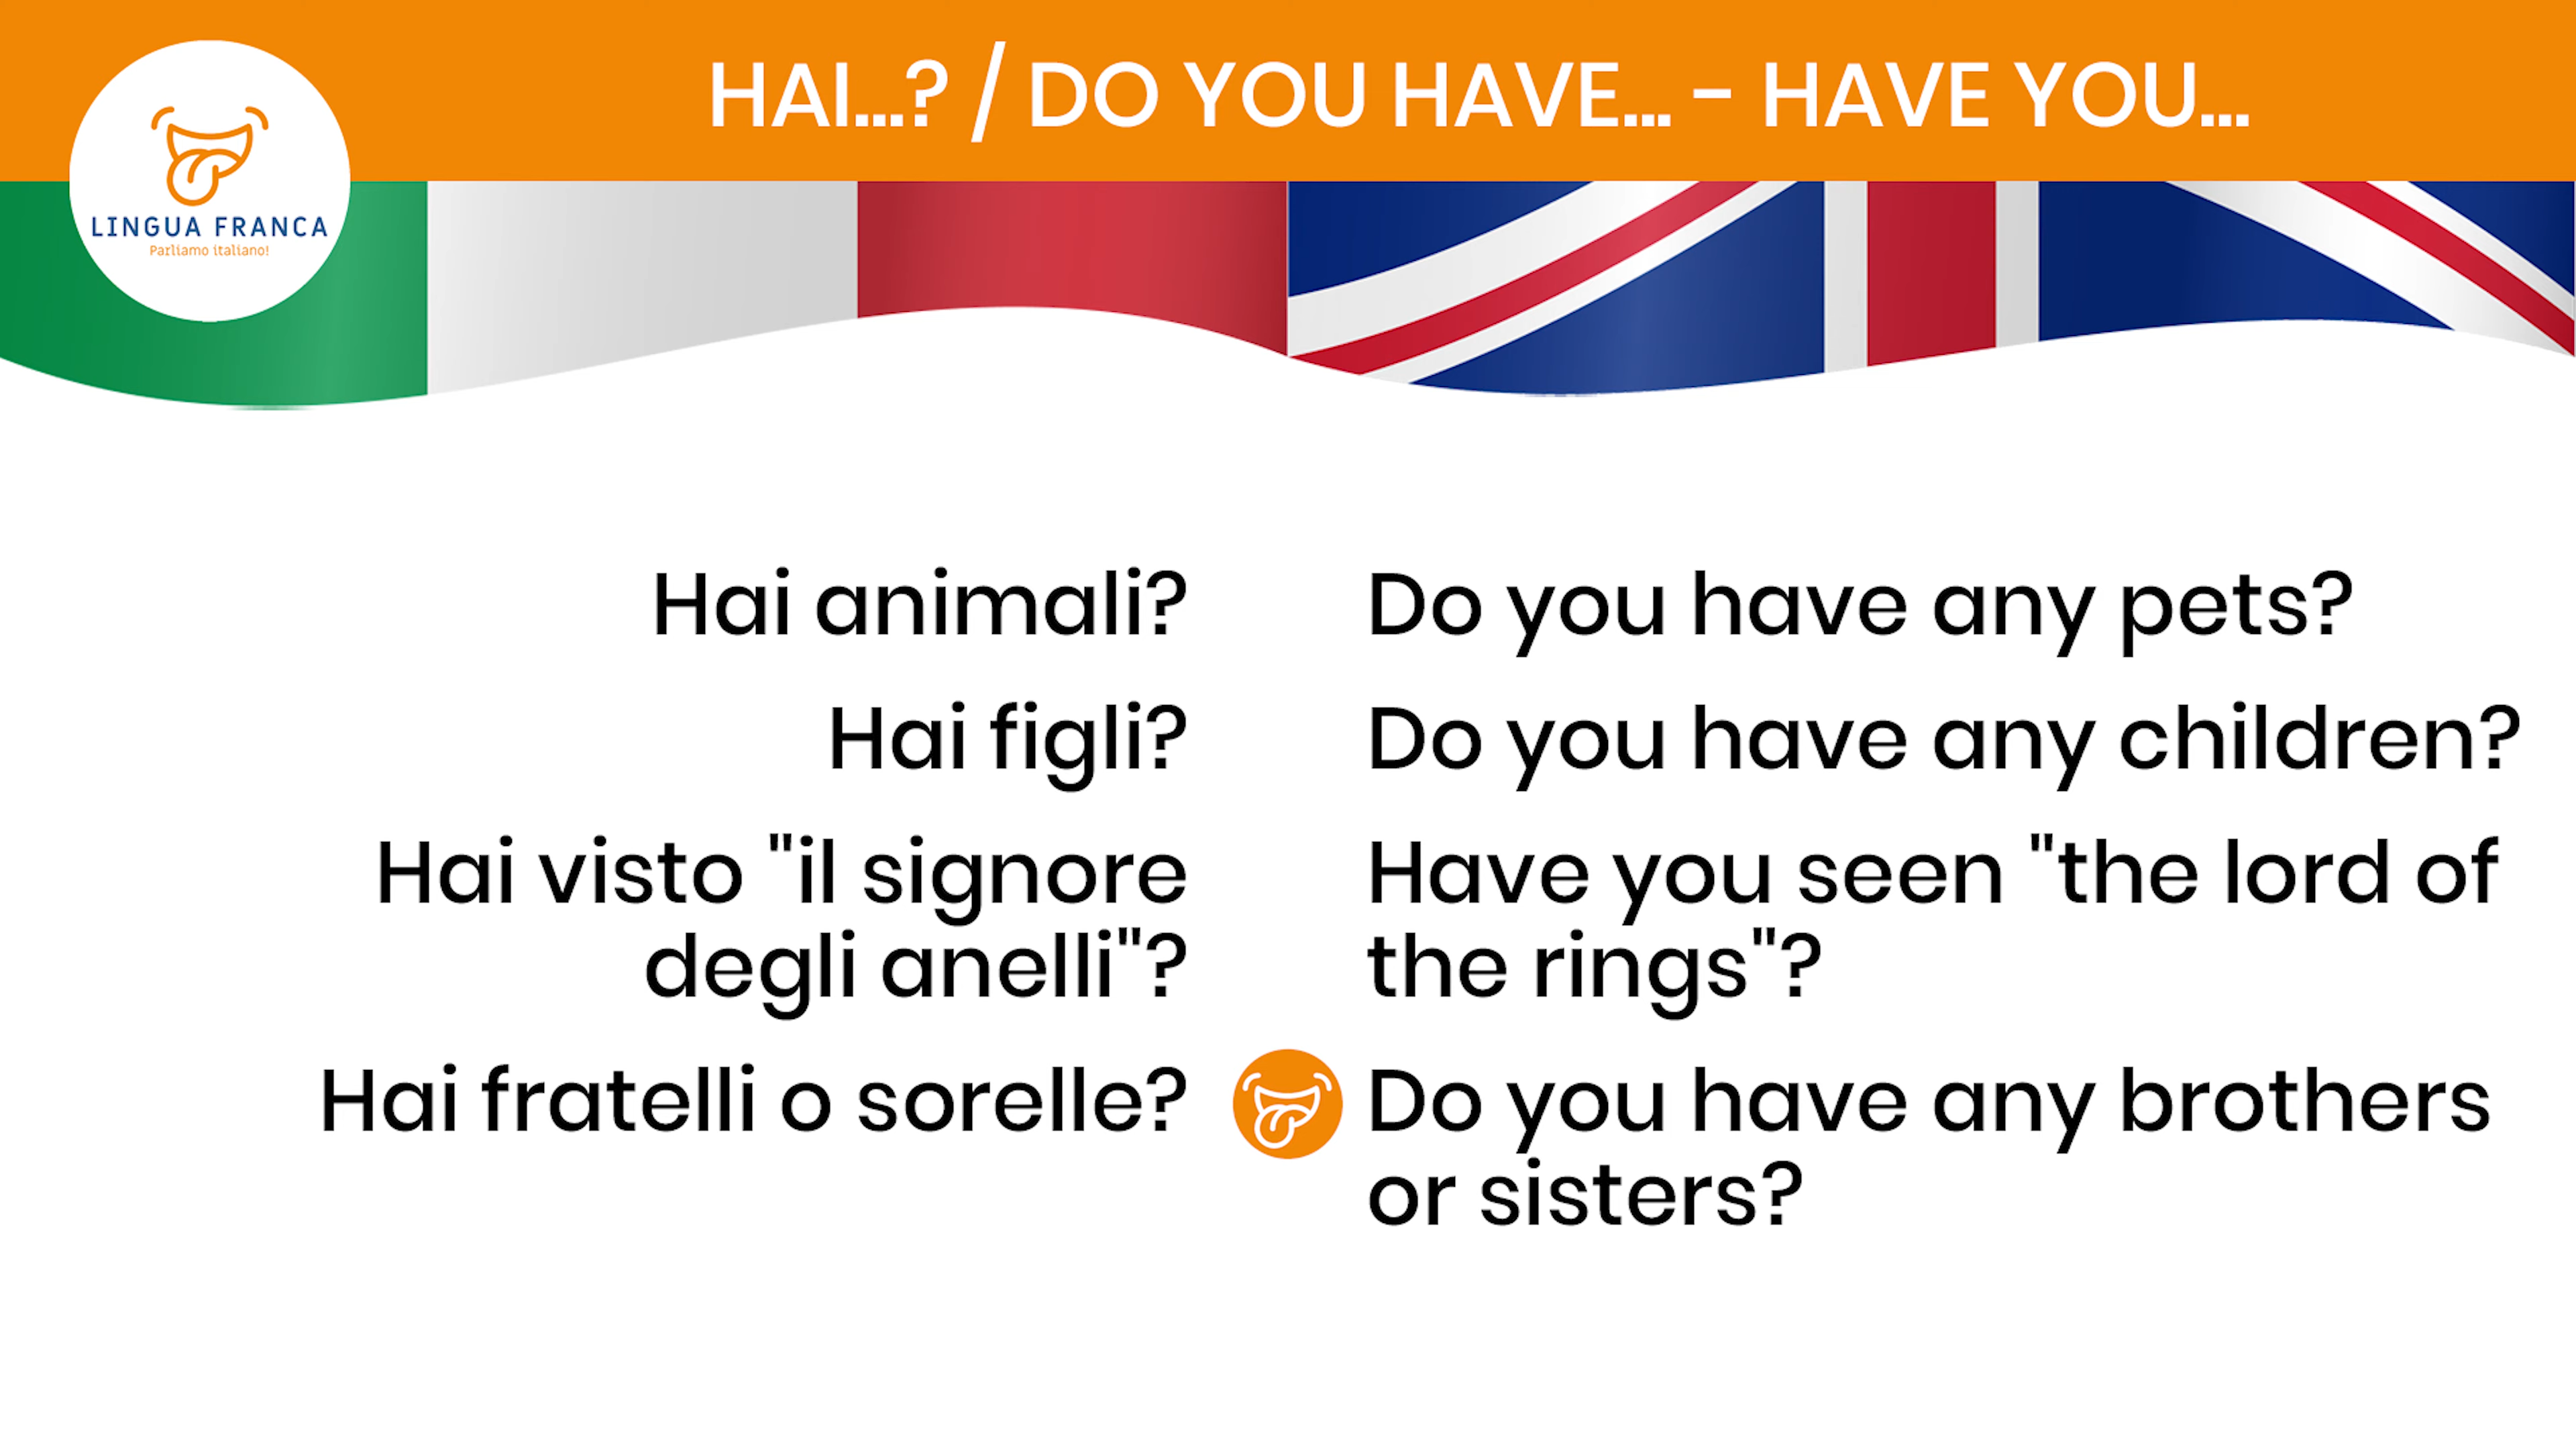 HAI...? / DO YOU HAVE... - HAVE YOU...
LINGUA FRANCA
Parliamo italiano!
Hai animali?
Do you have any pets?
Hai figli?
Do you have any children?
Hai visto "il signore
degli anelli"?
Have you seen "the lord of
the rings"?
Hai fratelli o sorelle?
Do you have any brothers
or sisters?